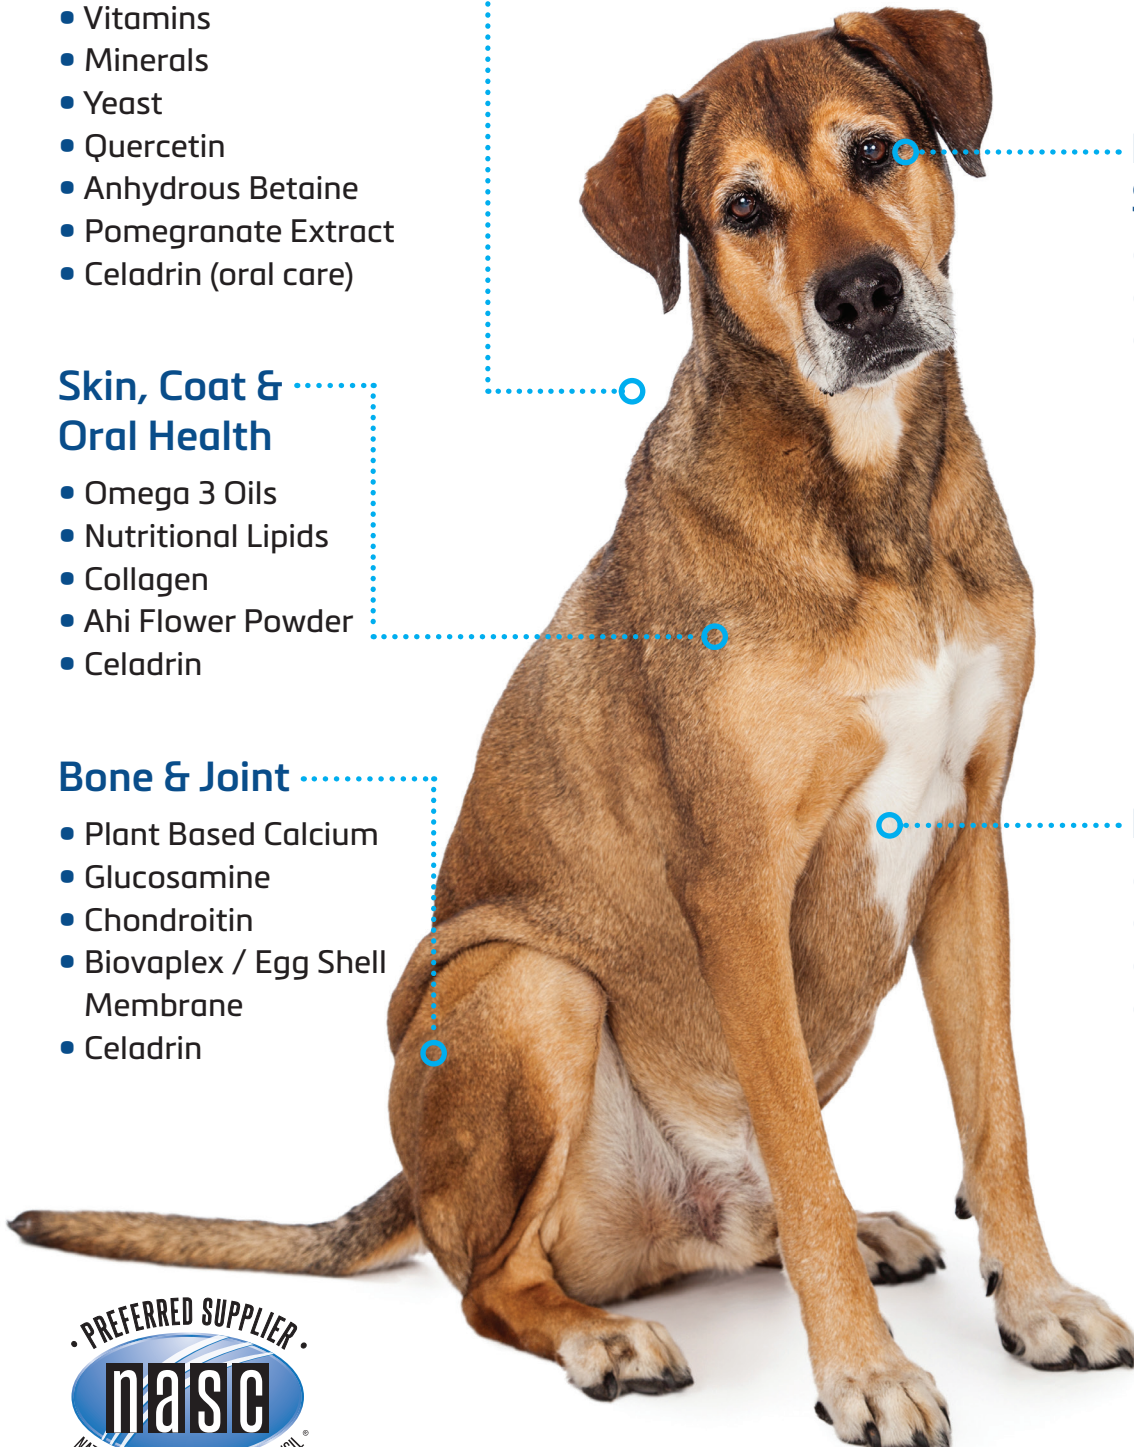 • Vitamins
• Minerals
• Yeast
• Quercetin
• Anhydrous Betaine
• Pomegranate Extract
• Celadrin (oral care)
Skin, Coat &
Oral Health
• Omega 3 Oils
• Nutritional Lipids
• Collagen
• Ahi Flower Powder
• Celadrin
Bone & Joint
• Plant Based Calcium
• Glucosamine
• Chondroitin
• Biovaplex / Egg Shell
Membrane
• Celadrin
• PREFERRED SUPPLIER •
nasc
®